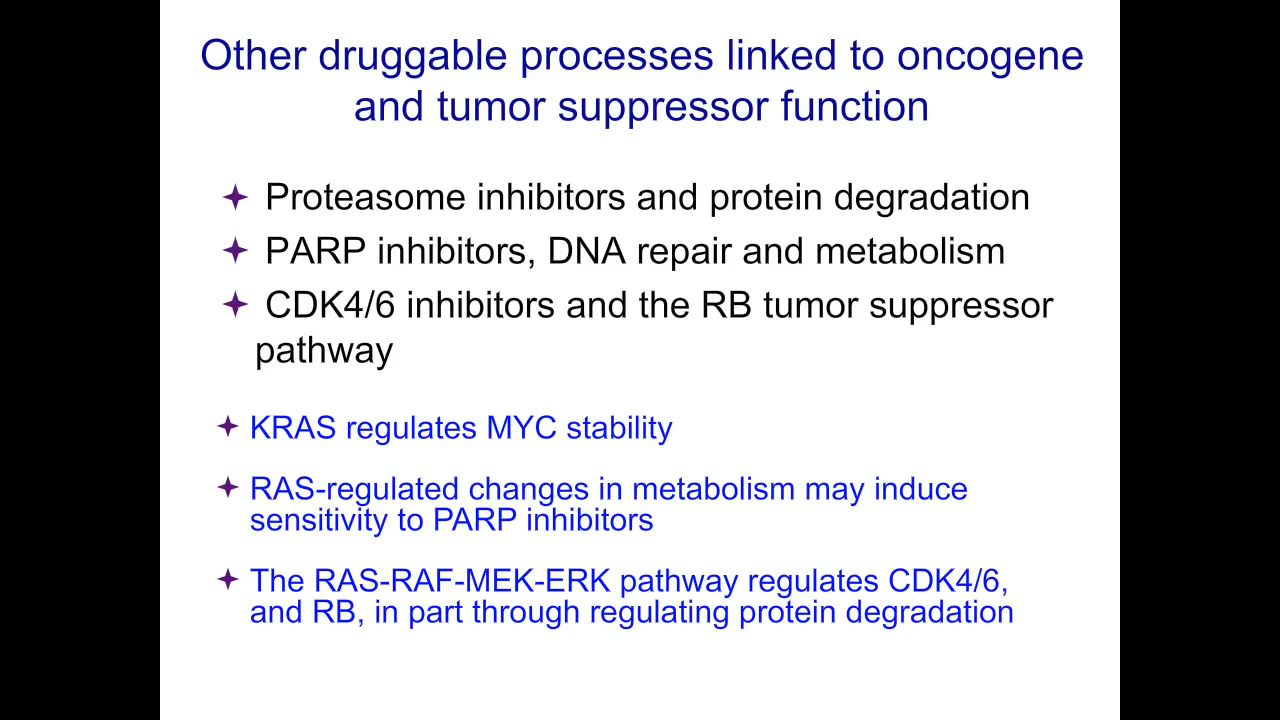 Other druggable processes linked to oncogene
and tumor suppressor function
Proteasome inhibitors and protein degradation
PARP inhibitors, DNA repair and metabolism
CDK4/6 inhibitors and the RB tumor suppressor
pathway
KRAS regulates MYC stability
RAS-regulated changes in metabolism may induce
sensitivity to PARP inhibitors
The RAS-RAF-MEK-ERK pathway regulates CDK4/6,
and RB, in part through regulating protein degradation